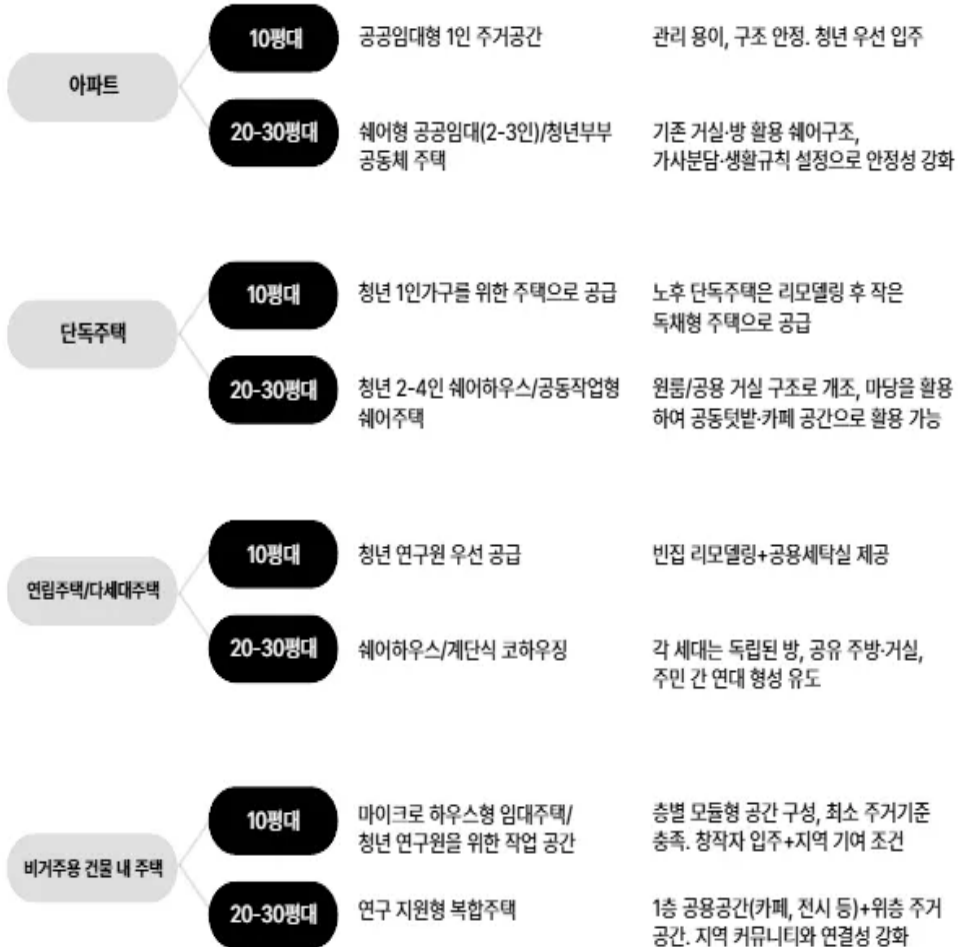 아파트
10평대
공공임대형 1인 주거공간
관리 용이, 구조 안정. 청년 우선 입주
20-30평대
쉐어형 공공임대(2-3인)/청년부부
공동체 주택
기존 거실·방 활용 쉐어구조,
가사분담·생활규칙 설정으로 안정성 강화
단독주택
10평대
청년 1인가구를 위한 주택으로 공급
노후 단독주택은 리모델링 후 작은
독채형 주택으로 공급
20-30평대
청년 2-4인 쉐어하우스/공동작업형
쉐어주택
원룸/공용 거실 구조로 개조, 마당을 활용
하여 공동텃밭·카페 공간으로 활용 가능
연립주택/다세대주택
10평대
청년 연구원 우선 공급
빈집 리모델링+공용세탁실 제공
20-30평대
쉐어하우스/계단식 코하우징
각 세대는 독립된 방, 공유 주방·거실,
주민 간 연대 형성 유도
비거주용 건물 내 주택
10평대
마이크로 하우스형 임대주택/
청년 연구원을 위한 작업 공간
층별 모듈형 공간 구성, 최소 주거기준
충족. 창작자 입주+지역 기여 조건
20-30평대
연구 지원형 복합주택
1층 공용공간(카페, 전시 등)+위층 주거
공간. 지역 커뮤니티와 연결성 강화